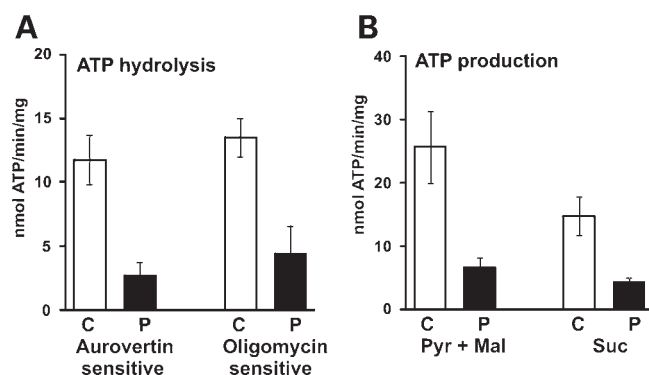 A
ATP hydrolysis
nmol ATP/min/mg
20
15
10
5
0
C P C P
Aurovertin sensitive
Oligomycin sensitive
B
ATP production
nmol ATP/min/mg
40
30
20
10
0
C P C P
Pyr + Mal
Suc